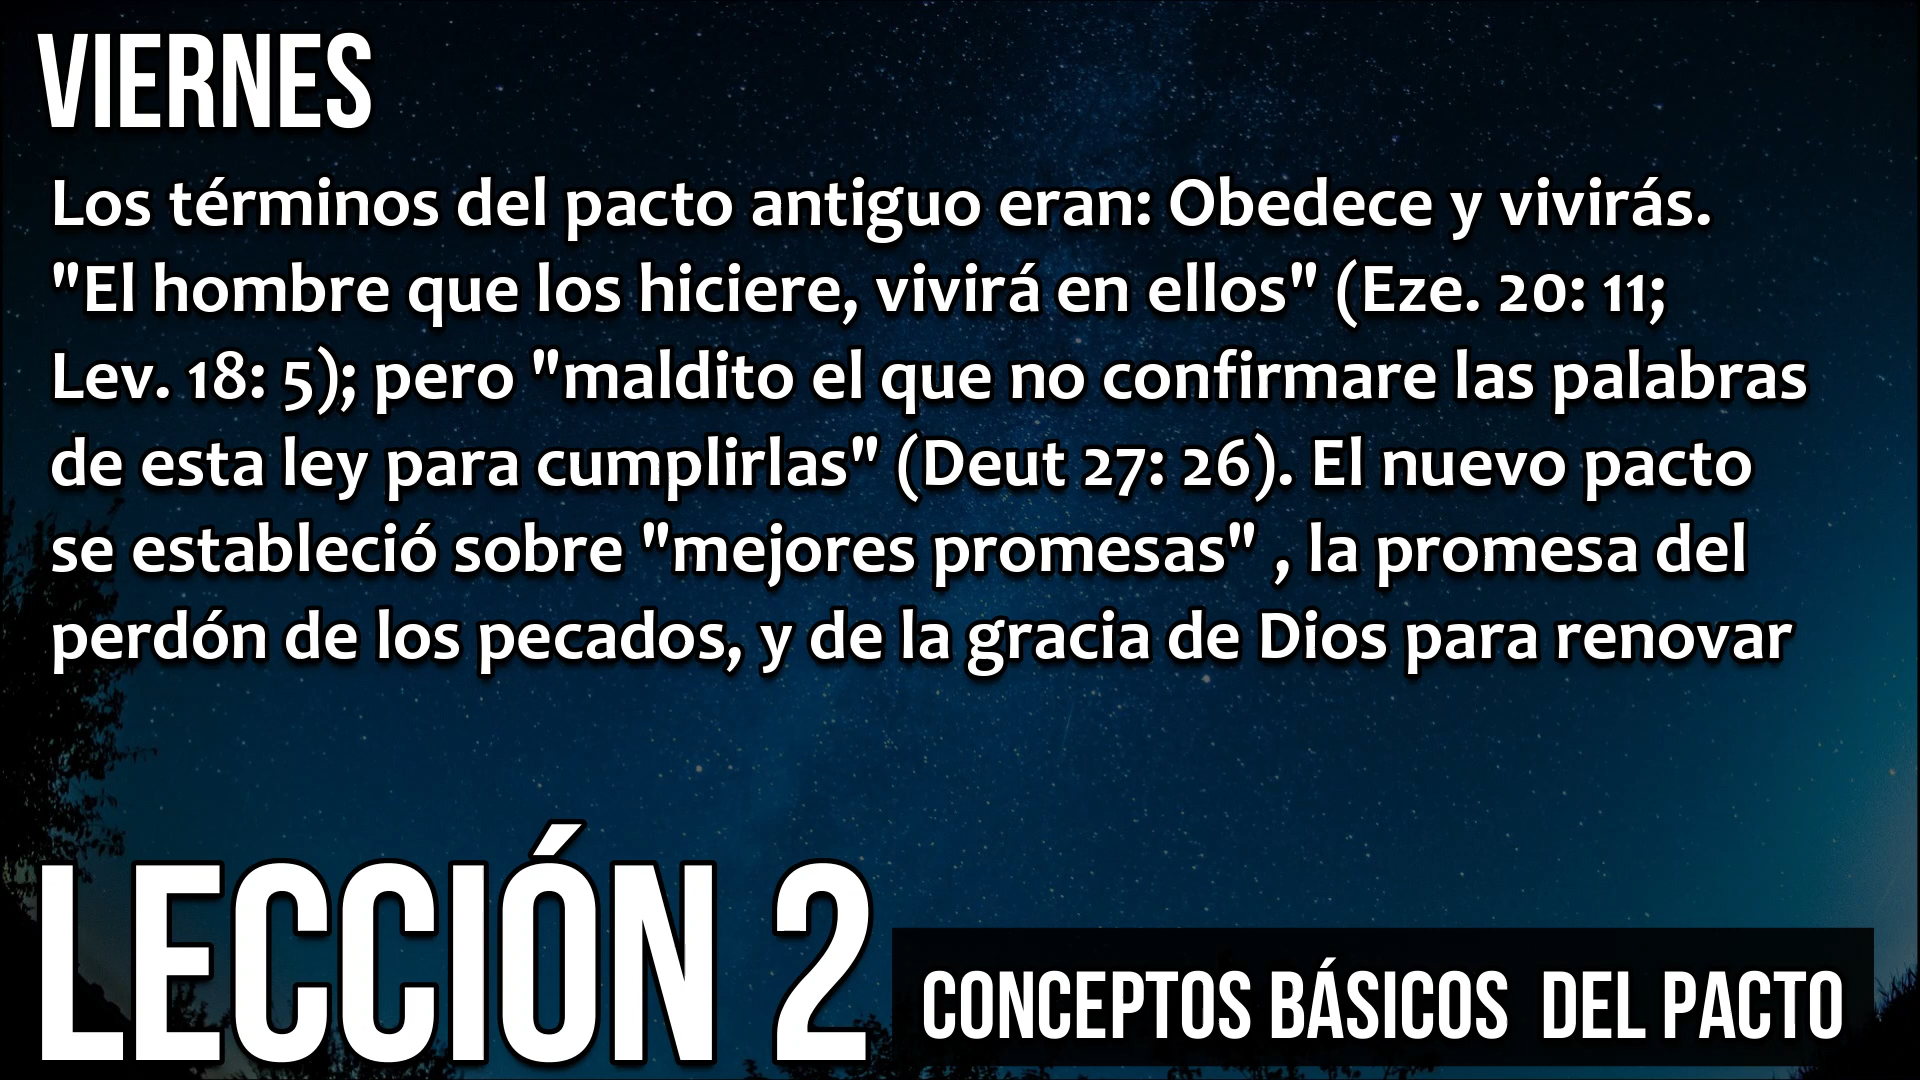 VIERNES
Los términos del pacto antiguo eran: Obedece y vivirás.
"El hombre que los hiciere, vivirá en ellos" (Eze. 20: 11;
Lev. 18: 5); pero "maldito el que no confirmare las palabras
de esta ley para cumplirlas" (Deut 27: 26). El nuevo pacto
se estableció sobre "mejores promesas" , la promesa del
perdón de los pecados, y de la gracia de Dios para renovar
LECCIÓN 2
CONCEPTOS BÁSICOS  DEL PACTO